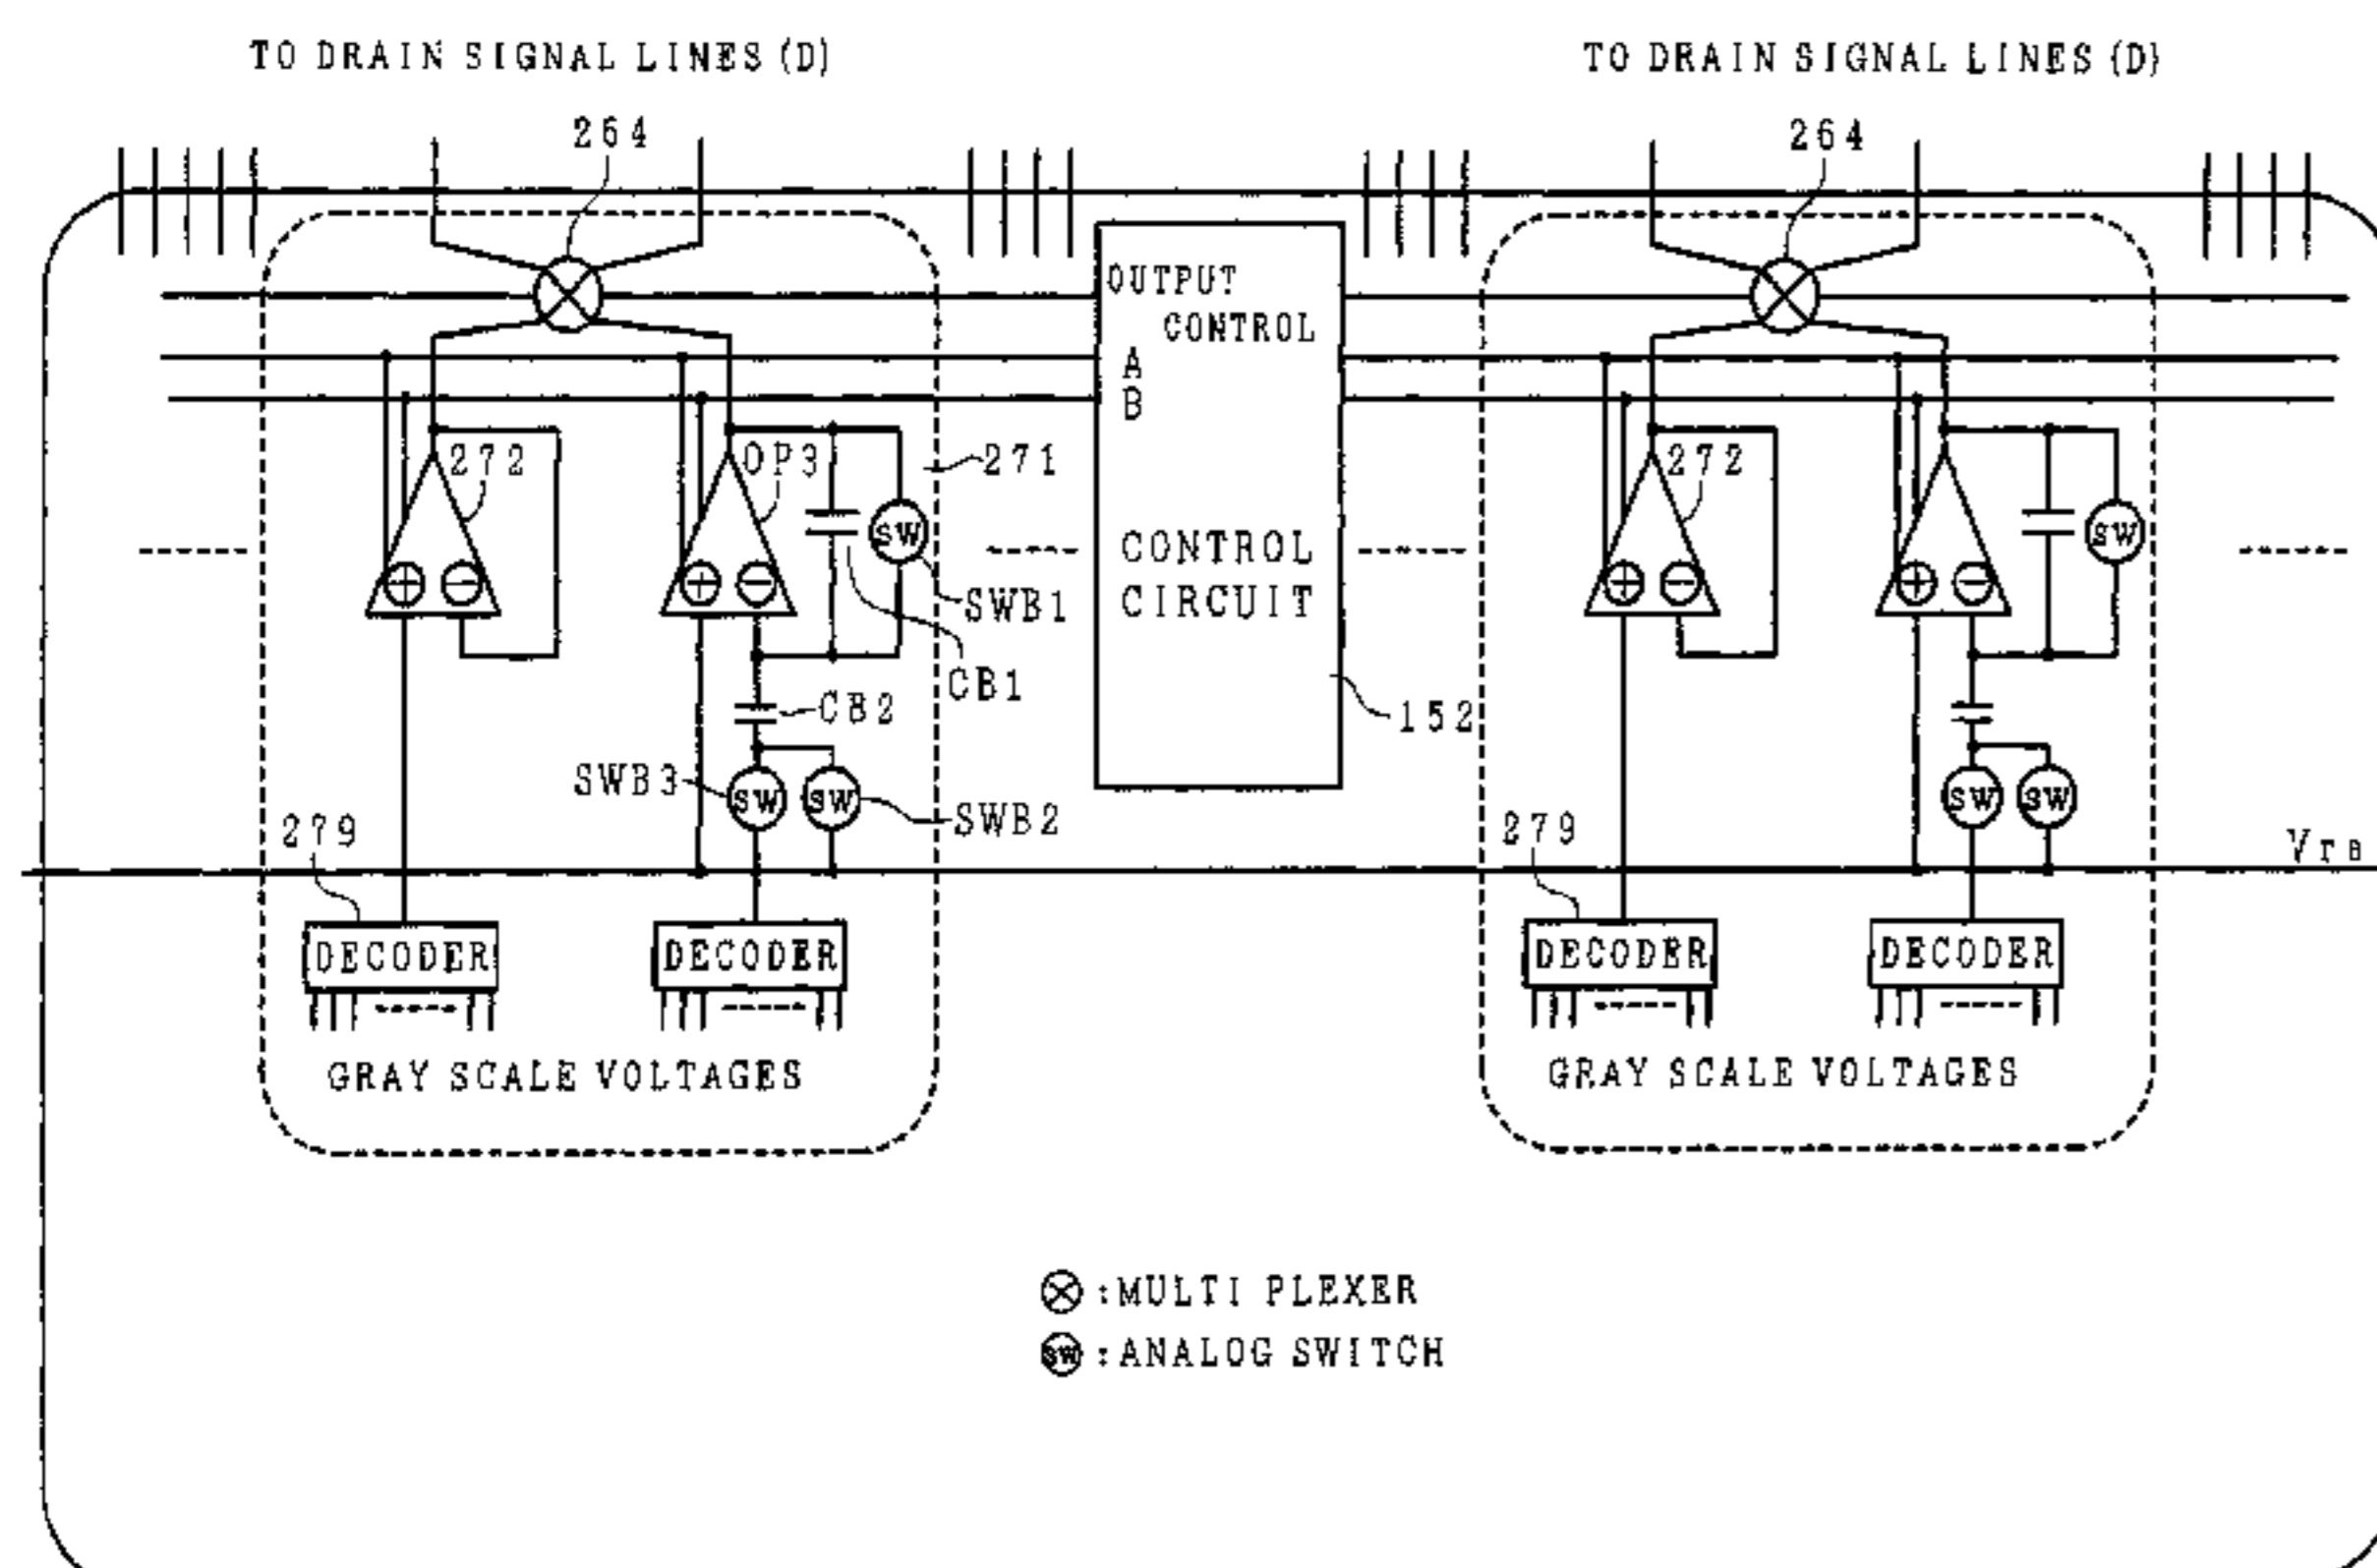 TO DRAIN SIGNAL LINES (D)
TO DRAIN SIGNAL LINES (D)
264
264
OUTPUT
CONTROL
A
B
272
OP3
271
272
SW
SW
CONTROL
CIRCUIT
SWB1
CB1
CB2
152
SWB3
SW
SW
SWB2
SW
SW
279
279
DECODER
DECODER
DECODER
DECODER
GRAY SCALE VOLTAGES
GRAY SCALE VOLTAGES
:MULTI PLEXER
SW :ANALOG SWITCH